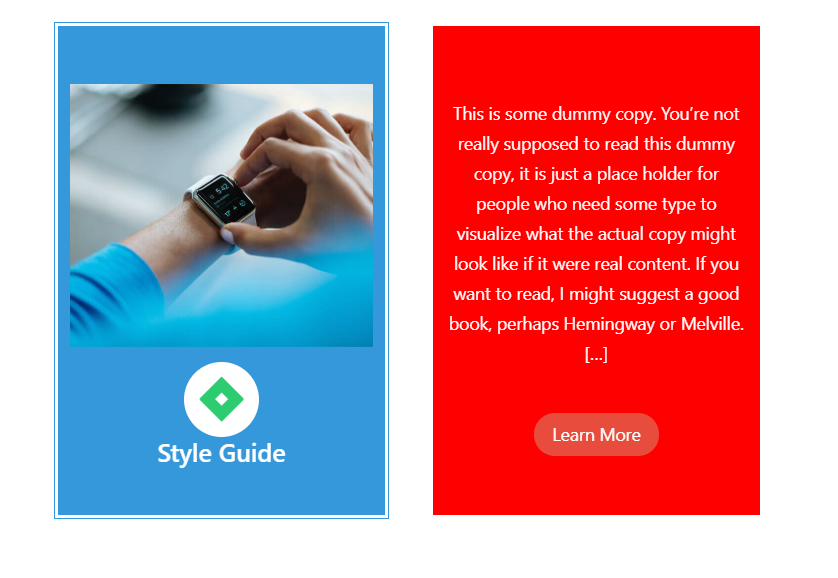 5:42
Style Guide
This is some dummy copy. You’re not
really supposed to read this dummy
copy, it is just a place holder for
people who need some type to
visualize what the actual copy might
look like if it were real content. If you
want to read, I might suggest a good
book, perhaps Hemingway or Melville.
[…]
Learn More